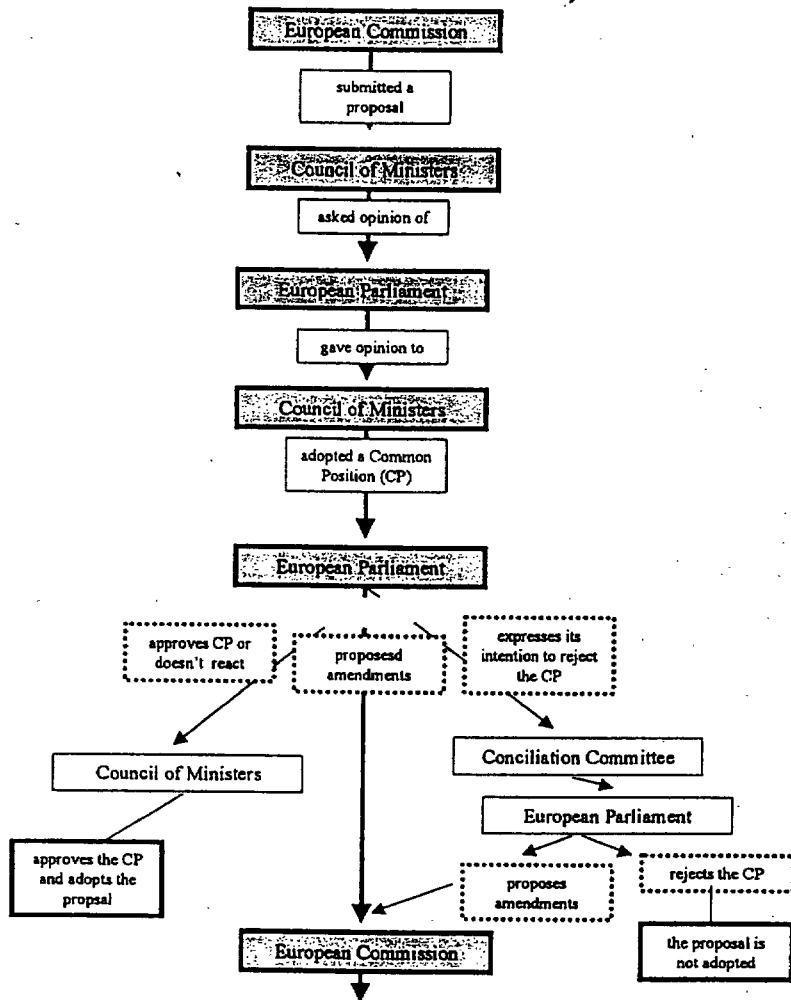 European Commission
submitted a
proposal
Council of Ministers
asked opinion of
European Parliament
gave opinion to
Council of Ministers
adopted a Common
Position (CP)
European Parliament
approves CP or
doesn't react
proposesd
amendments
expresses its
intention to reject
the CP
Council of Ministers
Conciliation Committee
European Parliament
approves the CP
and adopts the
propsal
proposes
amendments
rejects the CP
European Commission
the proposal is
not adopted